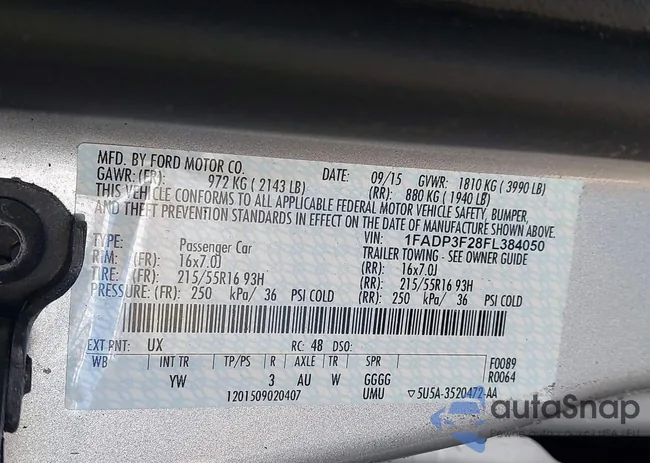 MFD. BY FORD MOTOR CO. DATE: 09/15 GVWR: 1810 KG ( 3990 LB)
GAWR: (FR): 972 KG ( 2143 LB) (RR): 880 KG ( 1940 LB)
THIS VEHICLE CONFORMS TO ALL APPLICABLE FEDERAL MOTOR VEHICLE SAFETY, BUMPER,
AND THEFT PREVENTION STANDARDS IN EFFECT ON THE DATE OF MANUFACTURE SHOWN ABOVE.
VIN: 1FADP3F28FL384050
TYPE: Passenger Car TRAILER TOWING - SEE OWNER GUIDE
RIM: (FR): 16x7.0J (RR): 16x7.0J
TIRE: (FR): 215/55R16 93H (RR): 215/55R16 93H
PRESSURE: (FR): 250 kPa/ 36 PSI COLD (RR): 250 kPa/ 36 PSI COLD
EXT PNT: UX RC: 48 DSO:
WB INT TR TP/PS R AXLE TR SPR F0089
YW 3 AU W GGGG R0064
1201509020407 UMU ▽5U5A-3520472-AA
autoSnap